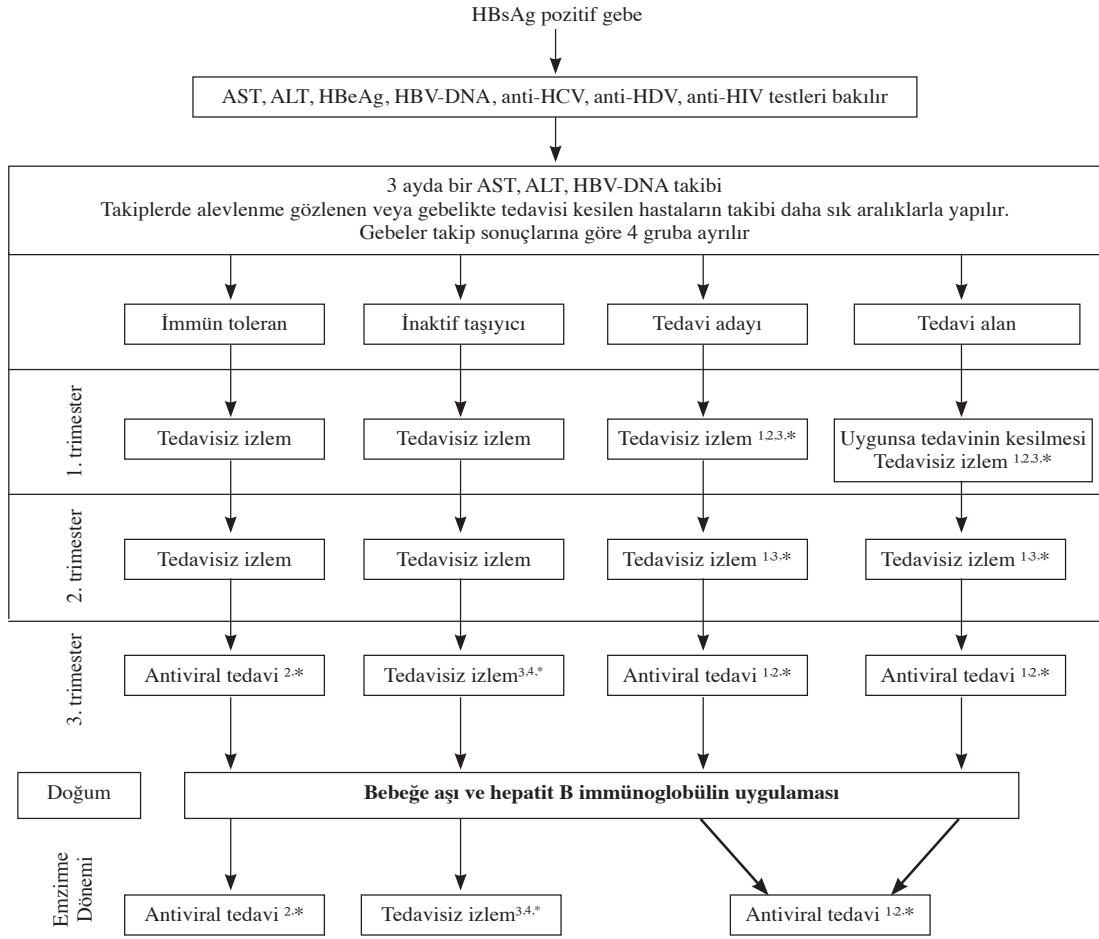 HBsAg pozitif gebe
AST, ALT, HBeAg, HBV-DNA, anti-HCV, anti-HDV, anti-HIV testleri bakılır
3 ayda bir AST, ALT, HBV-DNA takibi
Takiplerde alevlenme gözlenen veya gebelikte tedavisi kesilen hastaların takibi daha sık aralıklarla yapılır.
Gebeler takip sonuçlarına göre 4 gruba ayrılır
İmmün toleran
İnaktif taşıyıcı
Tedavi adayı
Tedavi alan
1. trimester
Tedavisiz izlem
Tedavisiz izlem
Tedavisiz izlem 1,2,3,*
Uygunsa tedavinin kesilmesi
Tedavisiz izlem 1,2,3,*
2. trimester
Tedavisiz izlem
Tedavisiz izlem
Tedavisiz izlem 1,3,*
Tedavisiz izlem 1,3,*
3. trimester
Antiviral tedavi 2,*
Tedavisiz izlem3,4,*
Antiviral tedavi 1,2,*
Antiviral tedavi 1,2,*
Doğum
Bebeğe aşı ve hepatit B immünoglobülin uygulaması
Emzirme
Dönemi
Antiviral tedavi 2,*
Tedavisiz izlem3,4,*
Antiviral tedavi 1,2,*